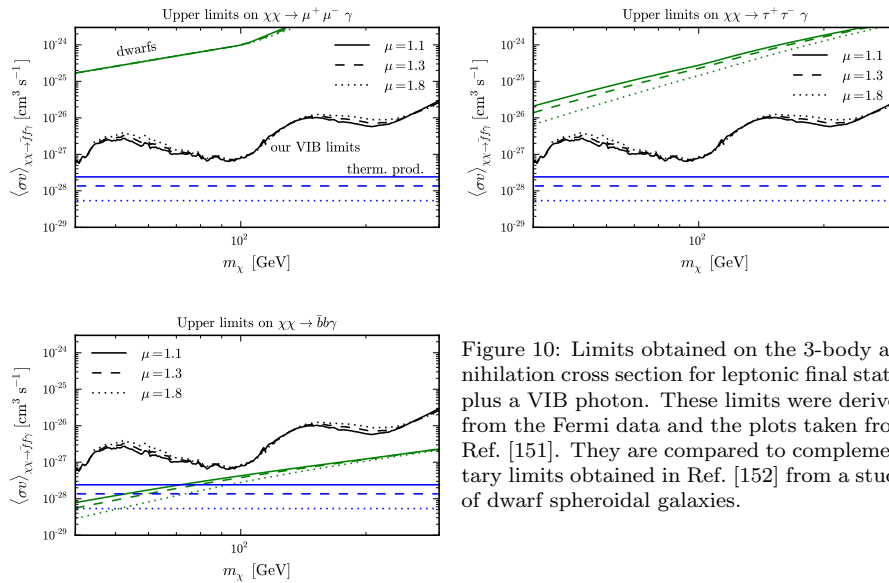 Upper limits on χχ → μ⁺ μ⁻ γ
⟨σv⟩χχ→f̄fγ [cm³ s⁻¹]
10⁻²⁴
10⁻²⁵
10⁻²⁶
10⁻²⁷
10⁻²⁸
10⁻²⁹
dwarfs
μ=1.1
μ=1.3
μ=1.8
our VIB limits
therm. prod.
10²
mχ [GeV]
Upper limits on χχ → τ⁺ τ⁻ γ
⟨σv⟩χχ→f̄fγ [cm³ s⁻¹]
10⁻²⁴
10⁻²⁵
10⁻²⁶
10⁻²⁷
10⁻²⁸
10⁻²⁹
μ=1.1
μ=1.3
μ=1.8
10²
mχ [GeV]
Upper limits on χχ → b̄bγ
⟨σv⟩χχ→f̄fγ [cm³ s⁻¹]
10⁻²⁴
10⁻²⁵
10⁻²⁶
10⁻²⁷
10⁻²⁸
10⁻²⁹
μ=1.1
μ=1.3
μ=1.8
10²
mχ [GeV]
Figure 10: Limits obtained on the 3-body a
nihilation cross section for leptonic final stat
plus a VIB photon. These limits were derive
from the Fermi data and the plots taken fro
Ref. [151]. They are compared to compleme
tary limits obtained in Ref. [152] from a stud
of dwarf spheroidal galaxies.